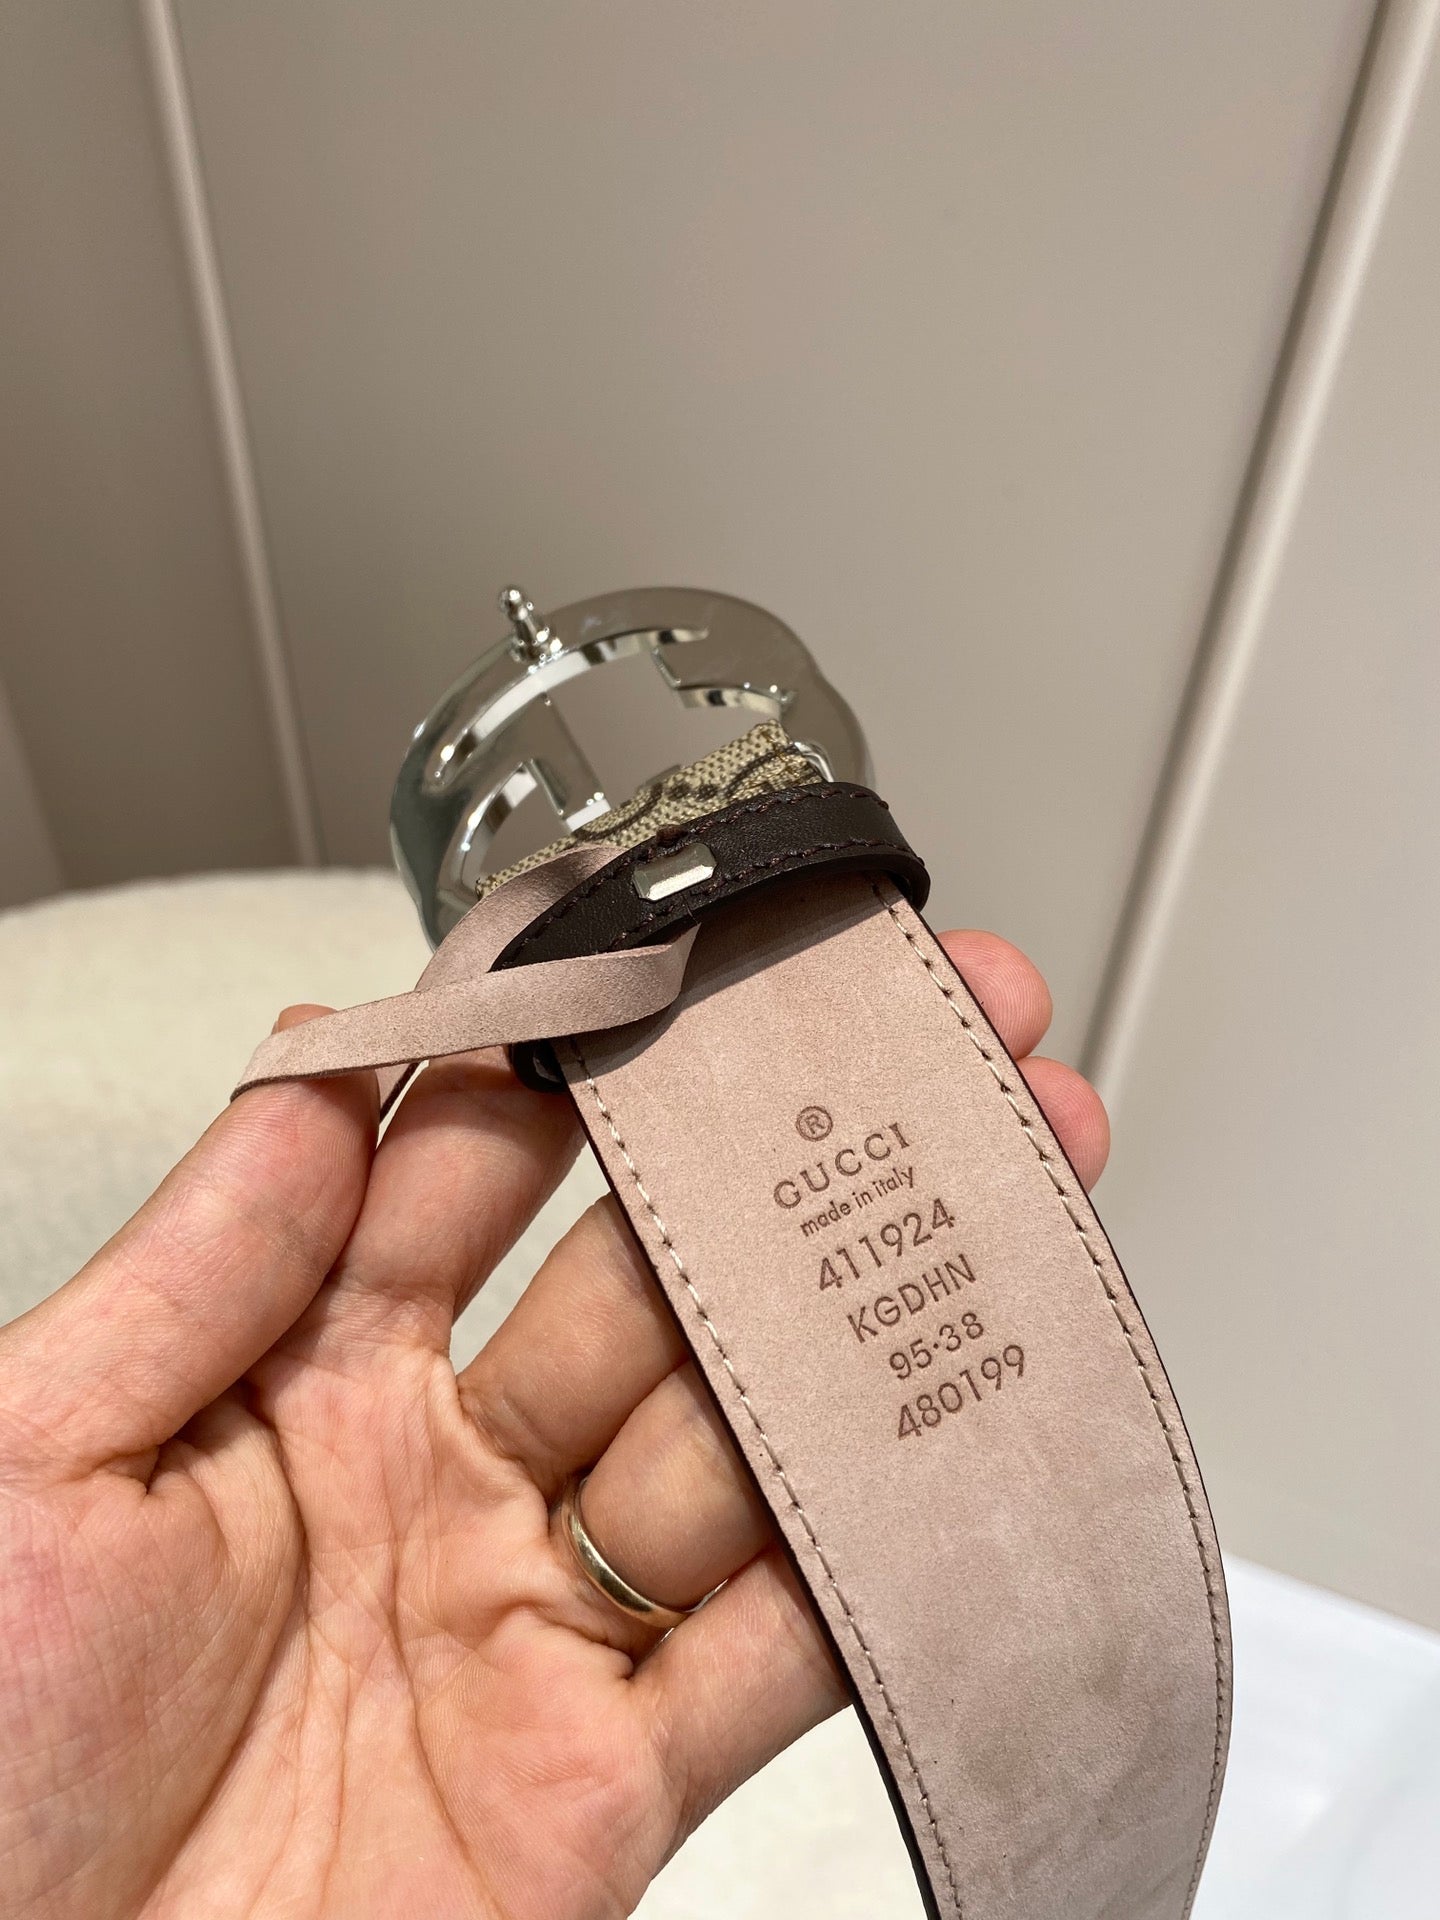 ®
GUCCI
made in italy
411924
KGDHN
95·38
480199